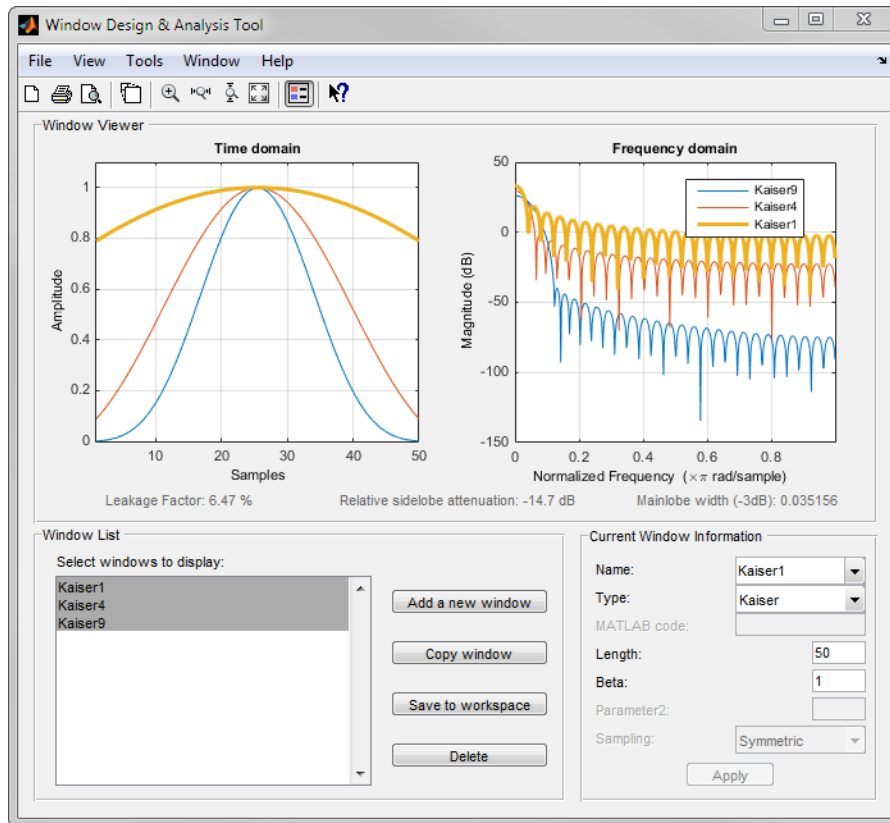 Window Design & Analysis Tool
File View Tools Window Help
Window Viewer
Time domain
Amplitude
1
0.8
0.6
0.4
0.2
0
10 20 30 40 50
Samples
Frequency domain
Magnitude (dB)
50
0
-50
-100
-150
Kaiser9
Kaiser4
Kaiser1
0 0.2 0.4 0.6 0.8
Normalized Frequency (×π rad/sample)
Leakage Factor: 6.47 % Relative sidelobe attenuation: -14.7 dB Mainlobe width (-3dB): 0.035156
Window List
Select windows to display:
Kaiser1
Kaiser4
Kaiser9
Add a new window
Copy window
Save to workspace
Delete
Current Window Information
Name: Kaiser1
Type: Kaiser
MATLAB code:
Length: 50
Beta: 1
Parameter2:
Sampling: Symmetric
Apply